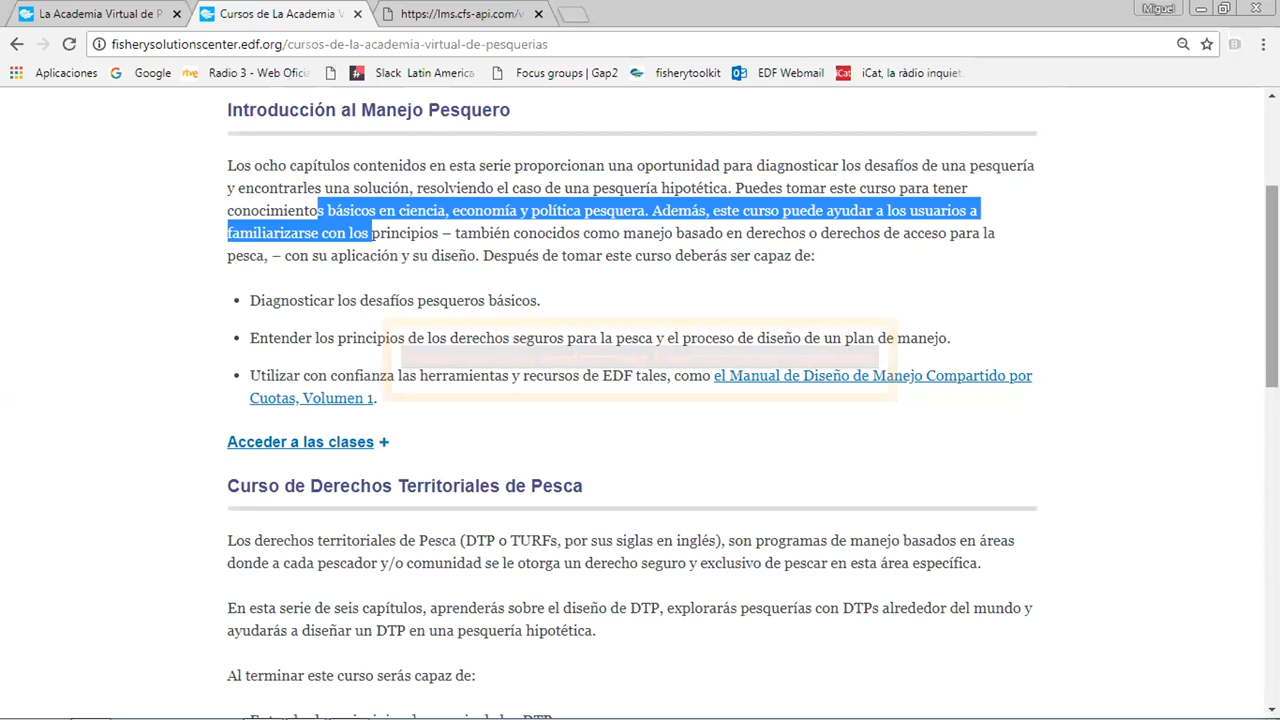 La Academia Virtual de P
Cursos de La Academia V
https://lms.cfs-api.com/v
Miguel
fisherysolutionscenter.edf.org/cursos-de-la-academia-virtual-de-pesquerias
Aplicaciones
Google
rtve
Radio 3 - Web Oficia
Slack Latin America
Focus groups| Gap2
fisherytoolkit
EDF Webmail
iCat
iCat, la ràdio inquiet
Introducción al Manejo Pesquero
Los ocho capítulos contenidos en esta serie proporcionan una oportunidad para diagnosticar los desafíos de una pesquería
y encontrarles una solución, resolviendo el caso de una pesquería hipotética. Puedes tomar este curso para tener
conocimientos básicos en ciencia, economía y política pesquera. Además, este curso puede ayudar a los usuarios a
familiarizarse con los principios – también conocidos como manejo basado en derechos o derechos de acceso para la
pesca, – con su aplicación y su diseño. Después de tomar este curso deberás ser capaz de:
• Diagnosticar los desafíos pesqueros básicos.
• Entender los principios de los derechos seguros para la pesca y el proceso de diseño de un plan de manejo.
• Utilizar con confianza las herramientas y recursos de EDF tales, como el Manual de Diseño de Manejo Compartido por
Cuotas, Volumen 1.
Acceder a las clases +
Curso de Derechos Territoriales de Pesca
Los derechos territoriales de Pesca (DTP o TURFs, por sus siglas en inglés), son programas de manejo basados en áreas
donde a cada pescador y/o comunidad se le otorga un derecho seguro y exclusivo de pescar en esta área específica.
En esta serie de seis capítulos, aprenderás sobre el diseño de DTP, explorarás pesquerías con DTPs alrededor del mundo y
ayudarás a diseñar un DTP en una pesquería hipotética.
Al terminar este curso serás capaz de: